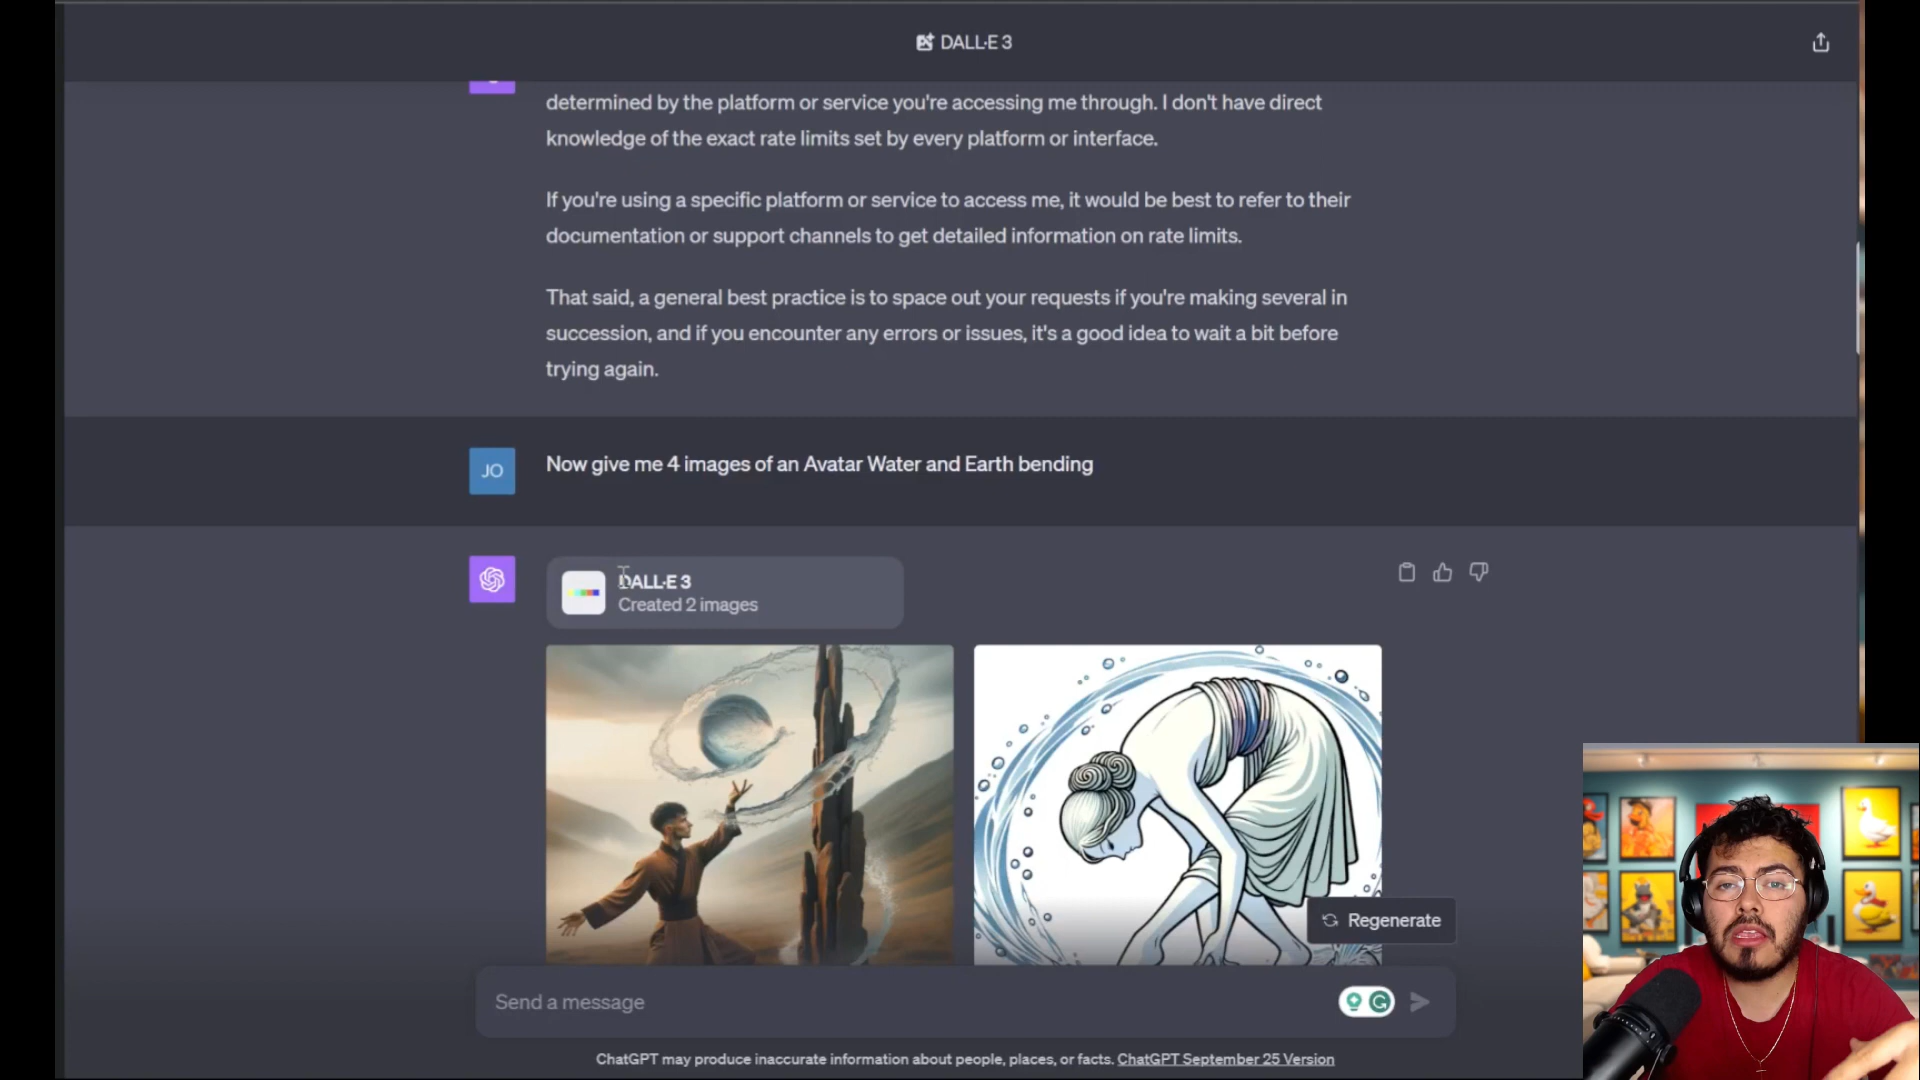 DALL·E 3
determined by the platform or service you're accessing me through. I don't have direct
knowledge of the exact rate limits set by every platform or interface.
If you're using a specific platform or service to access me, it would be best to refer to their
documentation or support channels to get detailed information on rate limits.
That said, a general best practice is to space out your requests if you're making several in
succession, and if you encounter any errors or issues, it's a good idea to wait a bit before
trying again.
JO
Now give me 4 images of an Avatar Water and Earth bending
DALL·E 3
Created 2 images
Regenerate
Send a message
ChatGPT may produce inaccurate information about people, places, or facts. ChatGPT September 25 Version